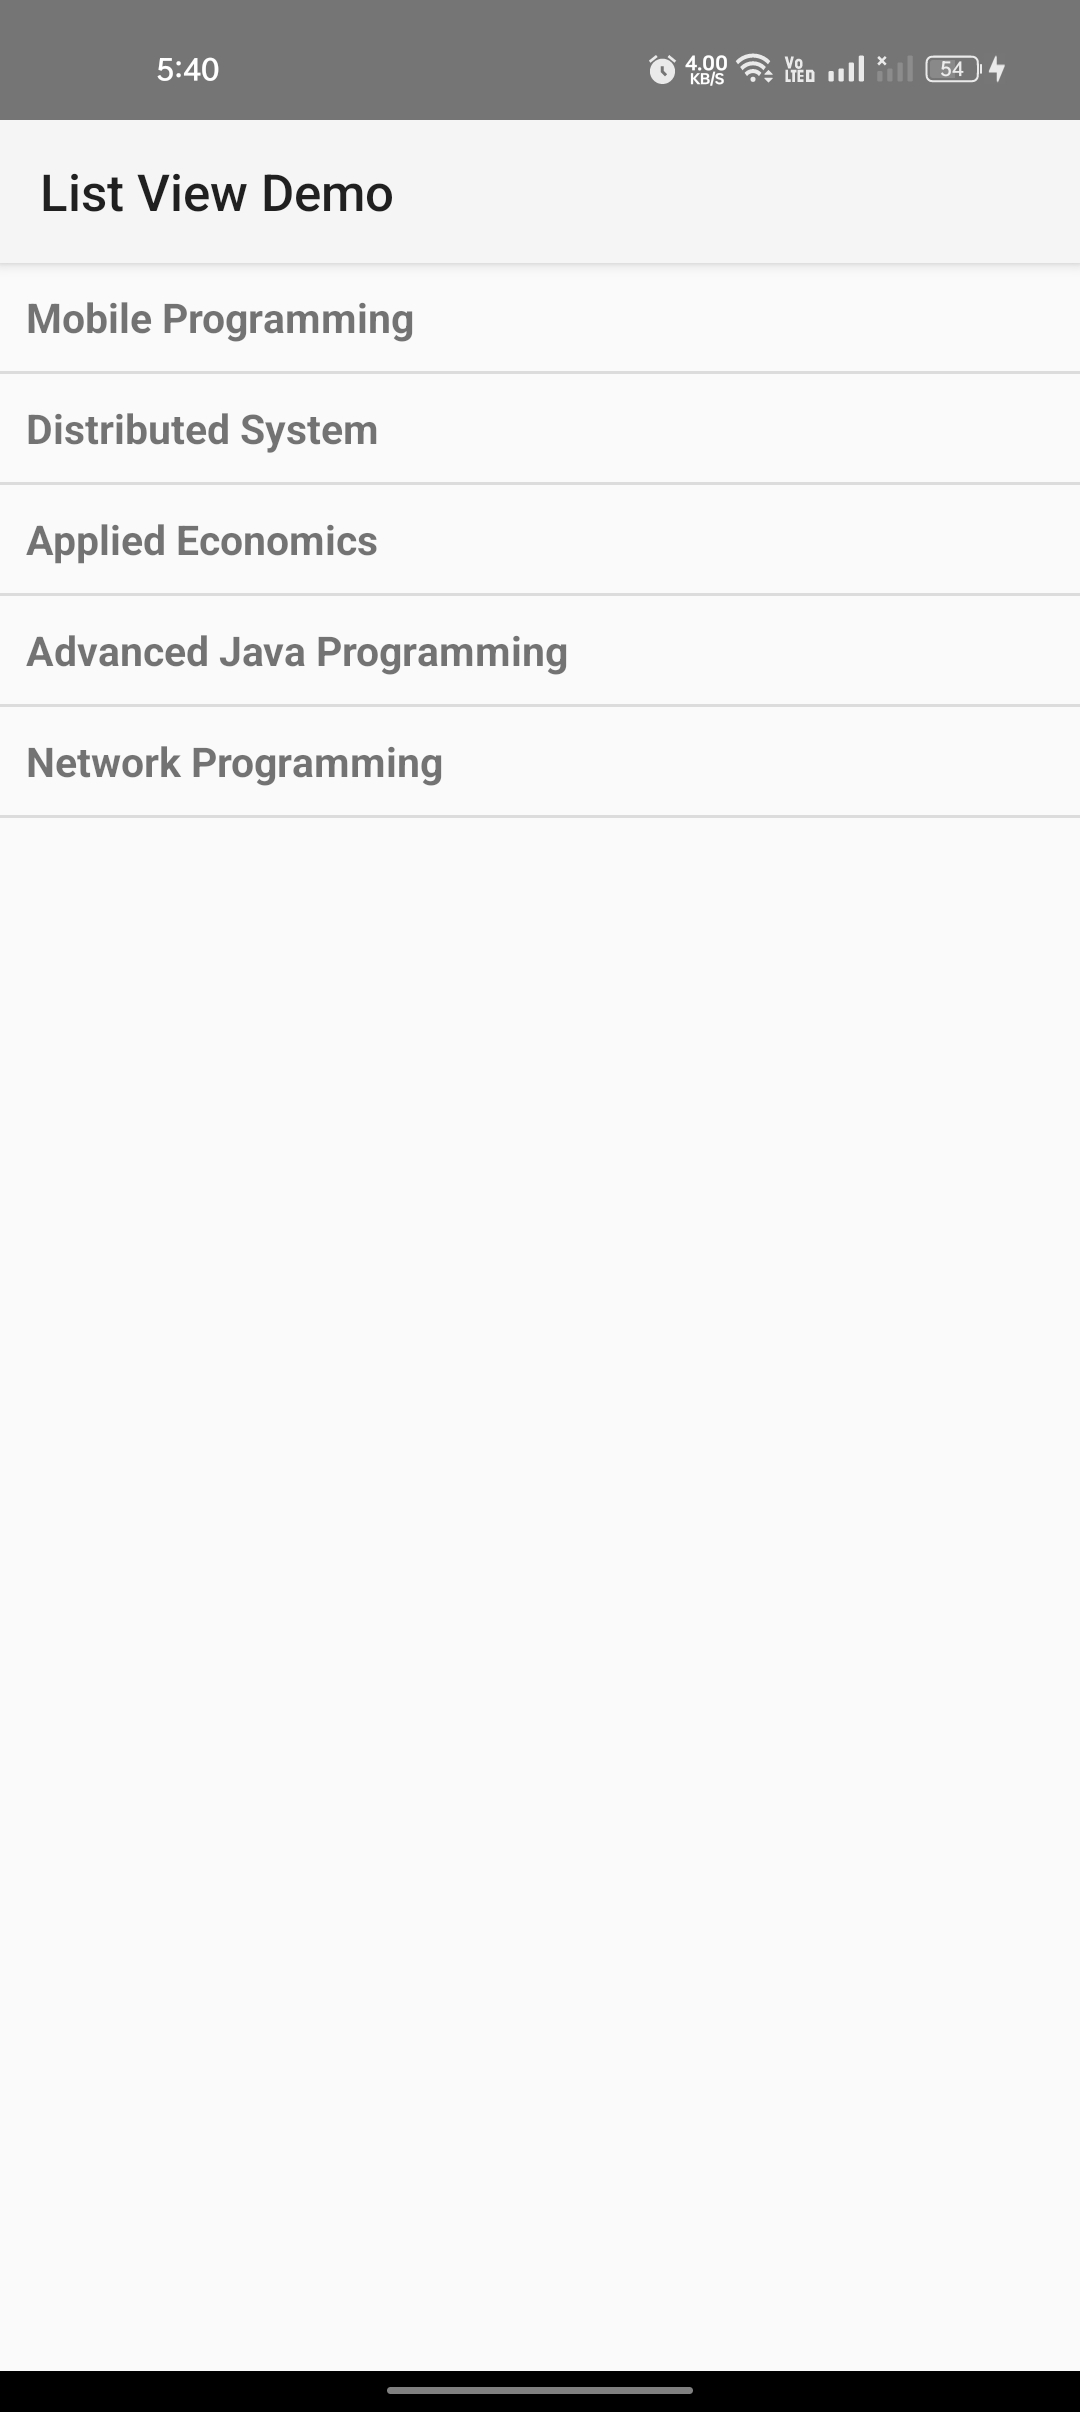 5:40
4.00
KB/S
Vo
LTE
54
List View Demo
Mobile Programming
Distributed System
Applied Economics
Advanced Java Programming
Network Programming